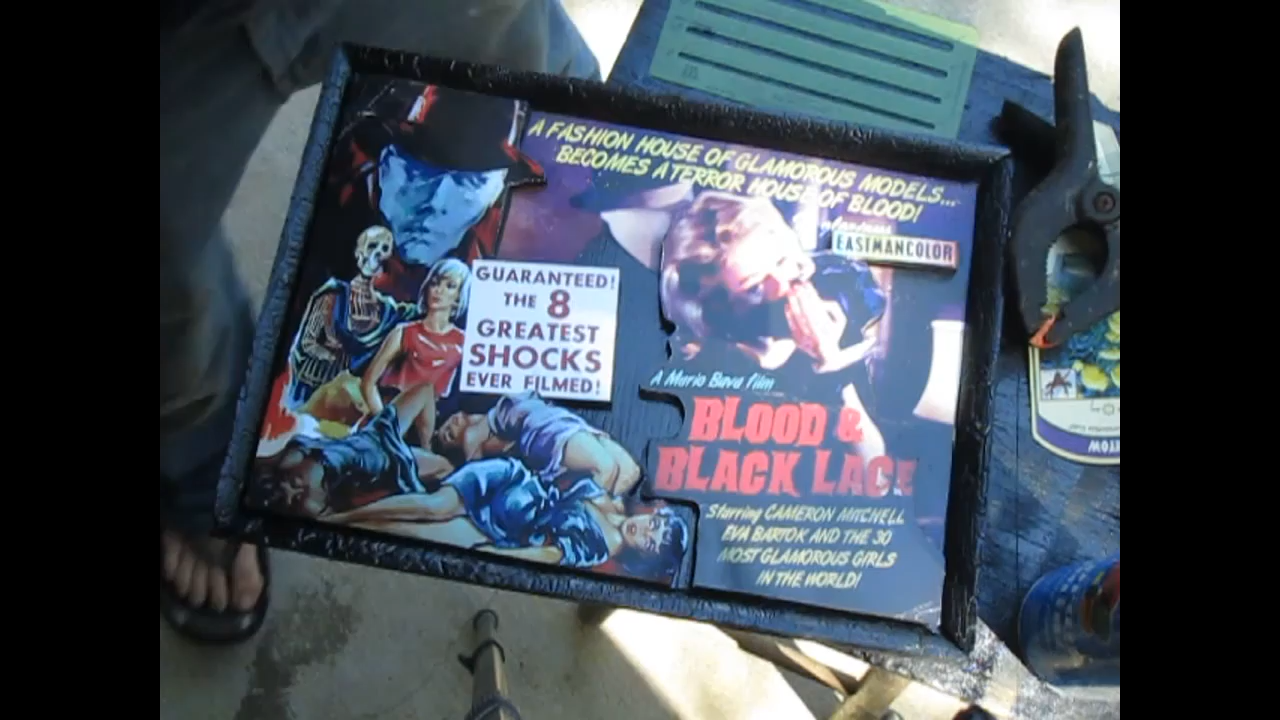 A FASHION HOUSE OF GLAMOROUS MODELS...
BECOMES A TERROR HOUSE OF BLOOD!
EASTMANCOLOR
GUARANTEED!
THE 8
GREATEST
SHOCKS
EVER FILMED!
A Mario Bava film
BLOOD &
BLACK LACE
Starring CAMERON MITCHELL
EVA BARTOK AND THE 30
MOST GLAMOROUS GIRLS
IN THE WORLD!